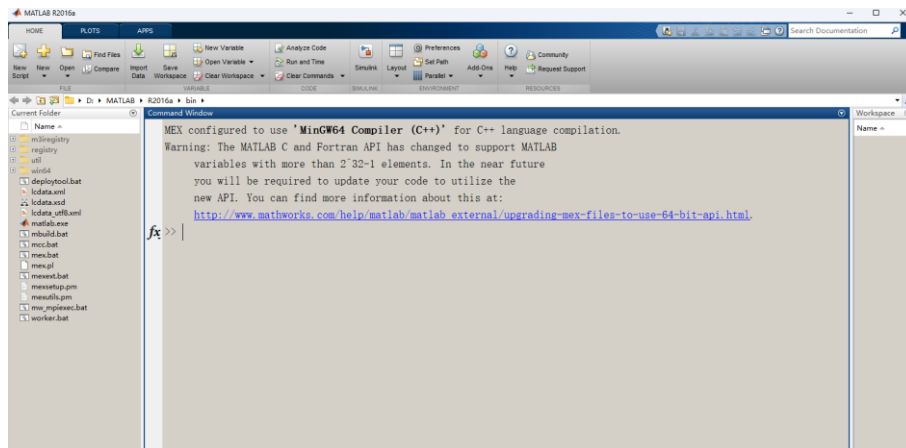 MATLAB R2016a
HOME PLOTS APPS
Search Documentation
New Script
New
Open
Find Files
Compare
Import Data
Save Workspace
New Variable
Open Variable
Clear Workspace
Analyze Code
Run and Time
Clear Commands
Simulink
Layout
Preferences
Set Path
Parallel
Add-Ons
Help
Community
Request Support
FILE VARIABLE CODE SIMULINK ENVIRONMENT RESOURCES
D: MATLAB R2016a bin
Current Folder
Name
m3iregistry
registry
util
win64
deploytool.bat
lcdata.xml
lcdata.xsd
lcdata_utf8.xml
matlab.exe
mbuild.bat
mcc.bat
mex.bat
mex.pl
mexext.bat
mexsetup.pm
mexutils.pm
mw_mpiexec.bat
worker.bat
Command Window
MEX configured to use 'MinGW64 Compiler (C++)' for C++ language compilation.
Warning: The MATLAB C and Fortran API has changed to support MATLAB
variables with more than 2^32-1 elements. In the near future
you will be required to update your code to utilize the
new API. You can find more information about this at:
http://www.mathworks.com/help/matlab/matlab_external/upgrading-mex-files-to-use-64-bit-api.html.
fx >>
Workspace
Name